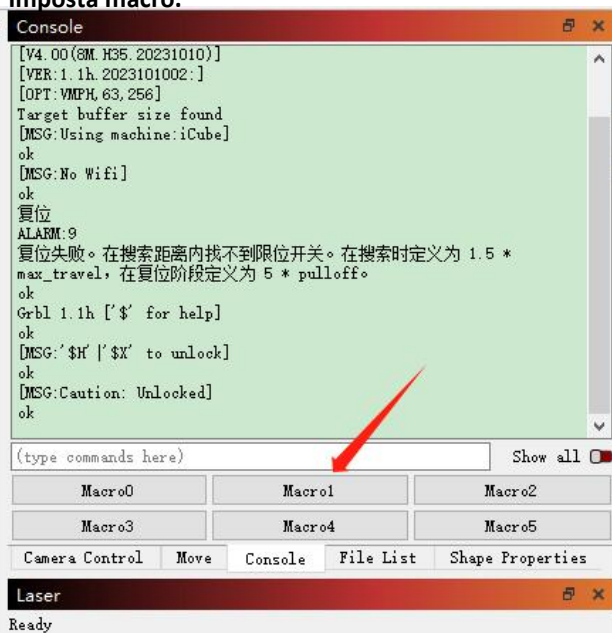 Imposta macro.
Console
[V4.00(8M.H35.20231010)]
[VER:1.1h.2023101002:]
[OPT:VMPH,63,256]
Target buffer size found
[MSG:Using machine:iCube]
ok
[MSG:No Wifi]
ok
复位
ALARM:9
复位失败。在搜索距离内找不到限位开关。在搜索时定义为 1.5 *
max_travel，在复位阶段定义为 5 * pulloff。
ok
Grbl 1.1h ['$' for help]
ok
[MSG:'$H'|'$X' to unlock]
ok
[MSG:Caution: Unlocked]
ok
(type commands here) Show all
Macro0 Macro1 Macro2
Macro3 Macro4 Macro5
Camera Control Move Console File List Shape Properties
Laser
Ready